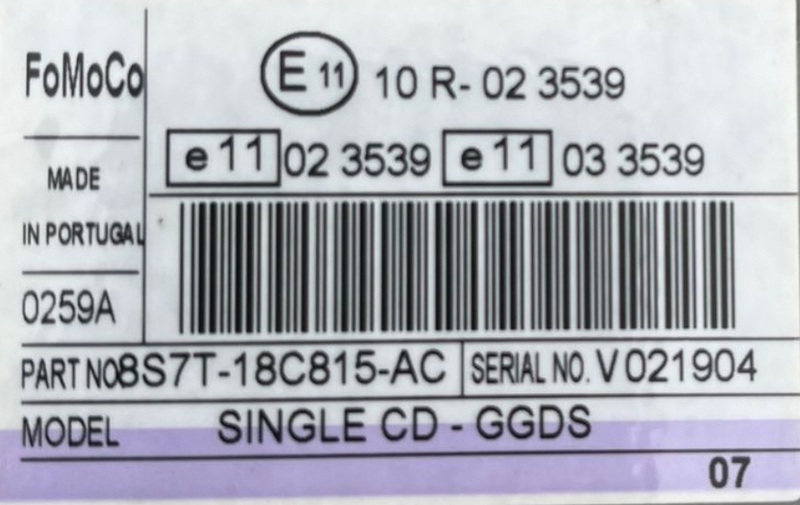 FoMoCo
E 11 10 R- 02 3539
e 11 02 3539 e 11 03 3539
MADE
IN PORTUGAL
0259A
PART NO 8S7T-18C815-AC SERIAL NO. V021904
MODEL SINGLE CD - GGDS
07